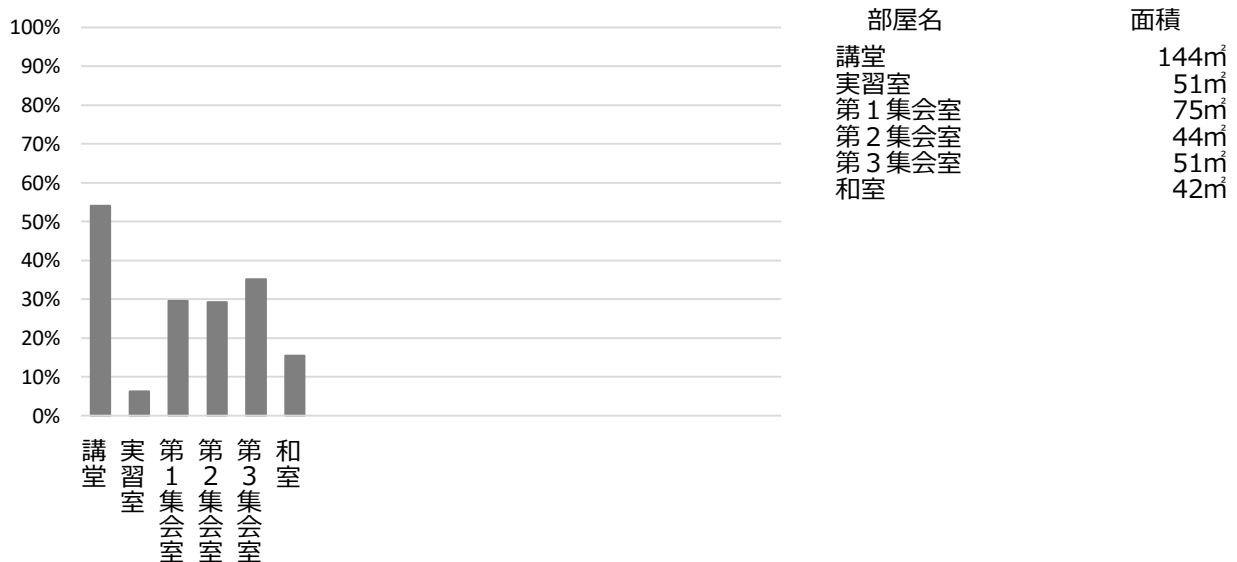 100%
90%
80%
70%
60%
50%
40%
30%
20%
10%
0%
講堂
実習室
第１集会室
第２集会室
第３集会室
和室
部屋名 面積
講堂 144㎡
実習室 51㎡
第１集会室 75㎡
第２集会室 44㎡
第３集会室 51㎡
和室 42㎡